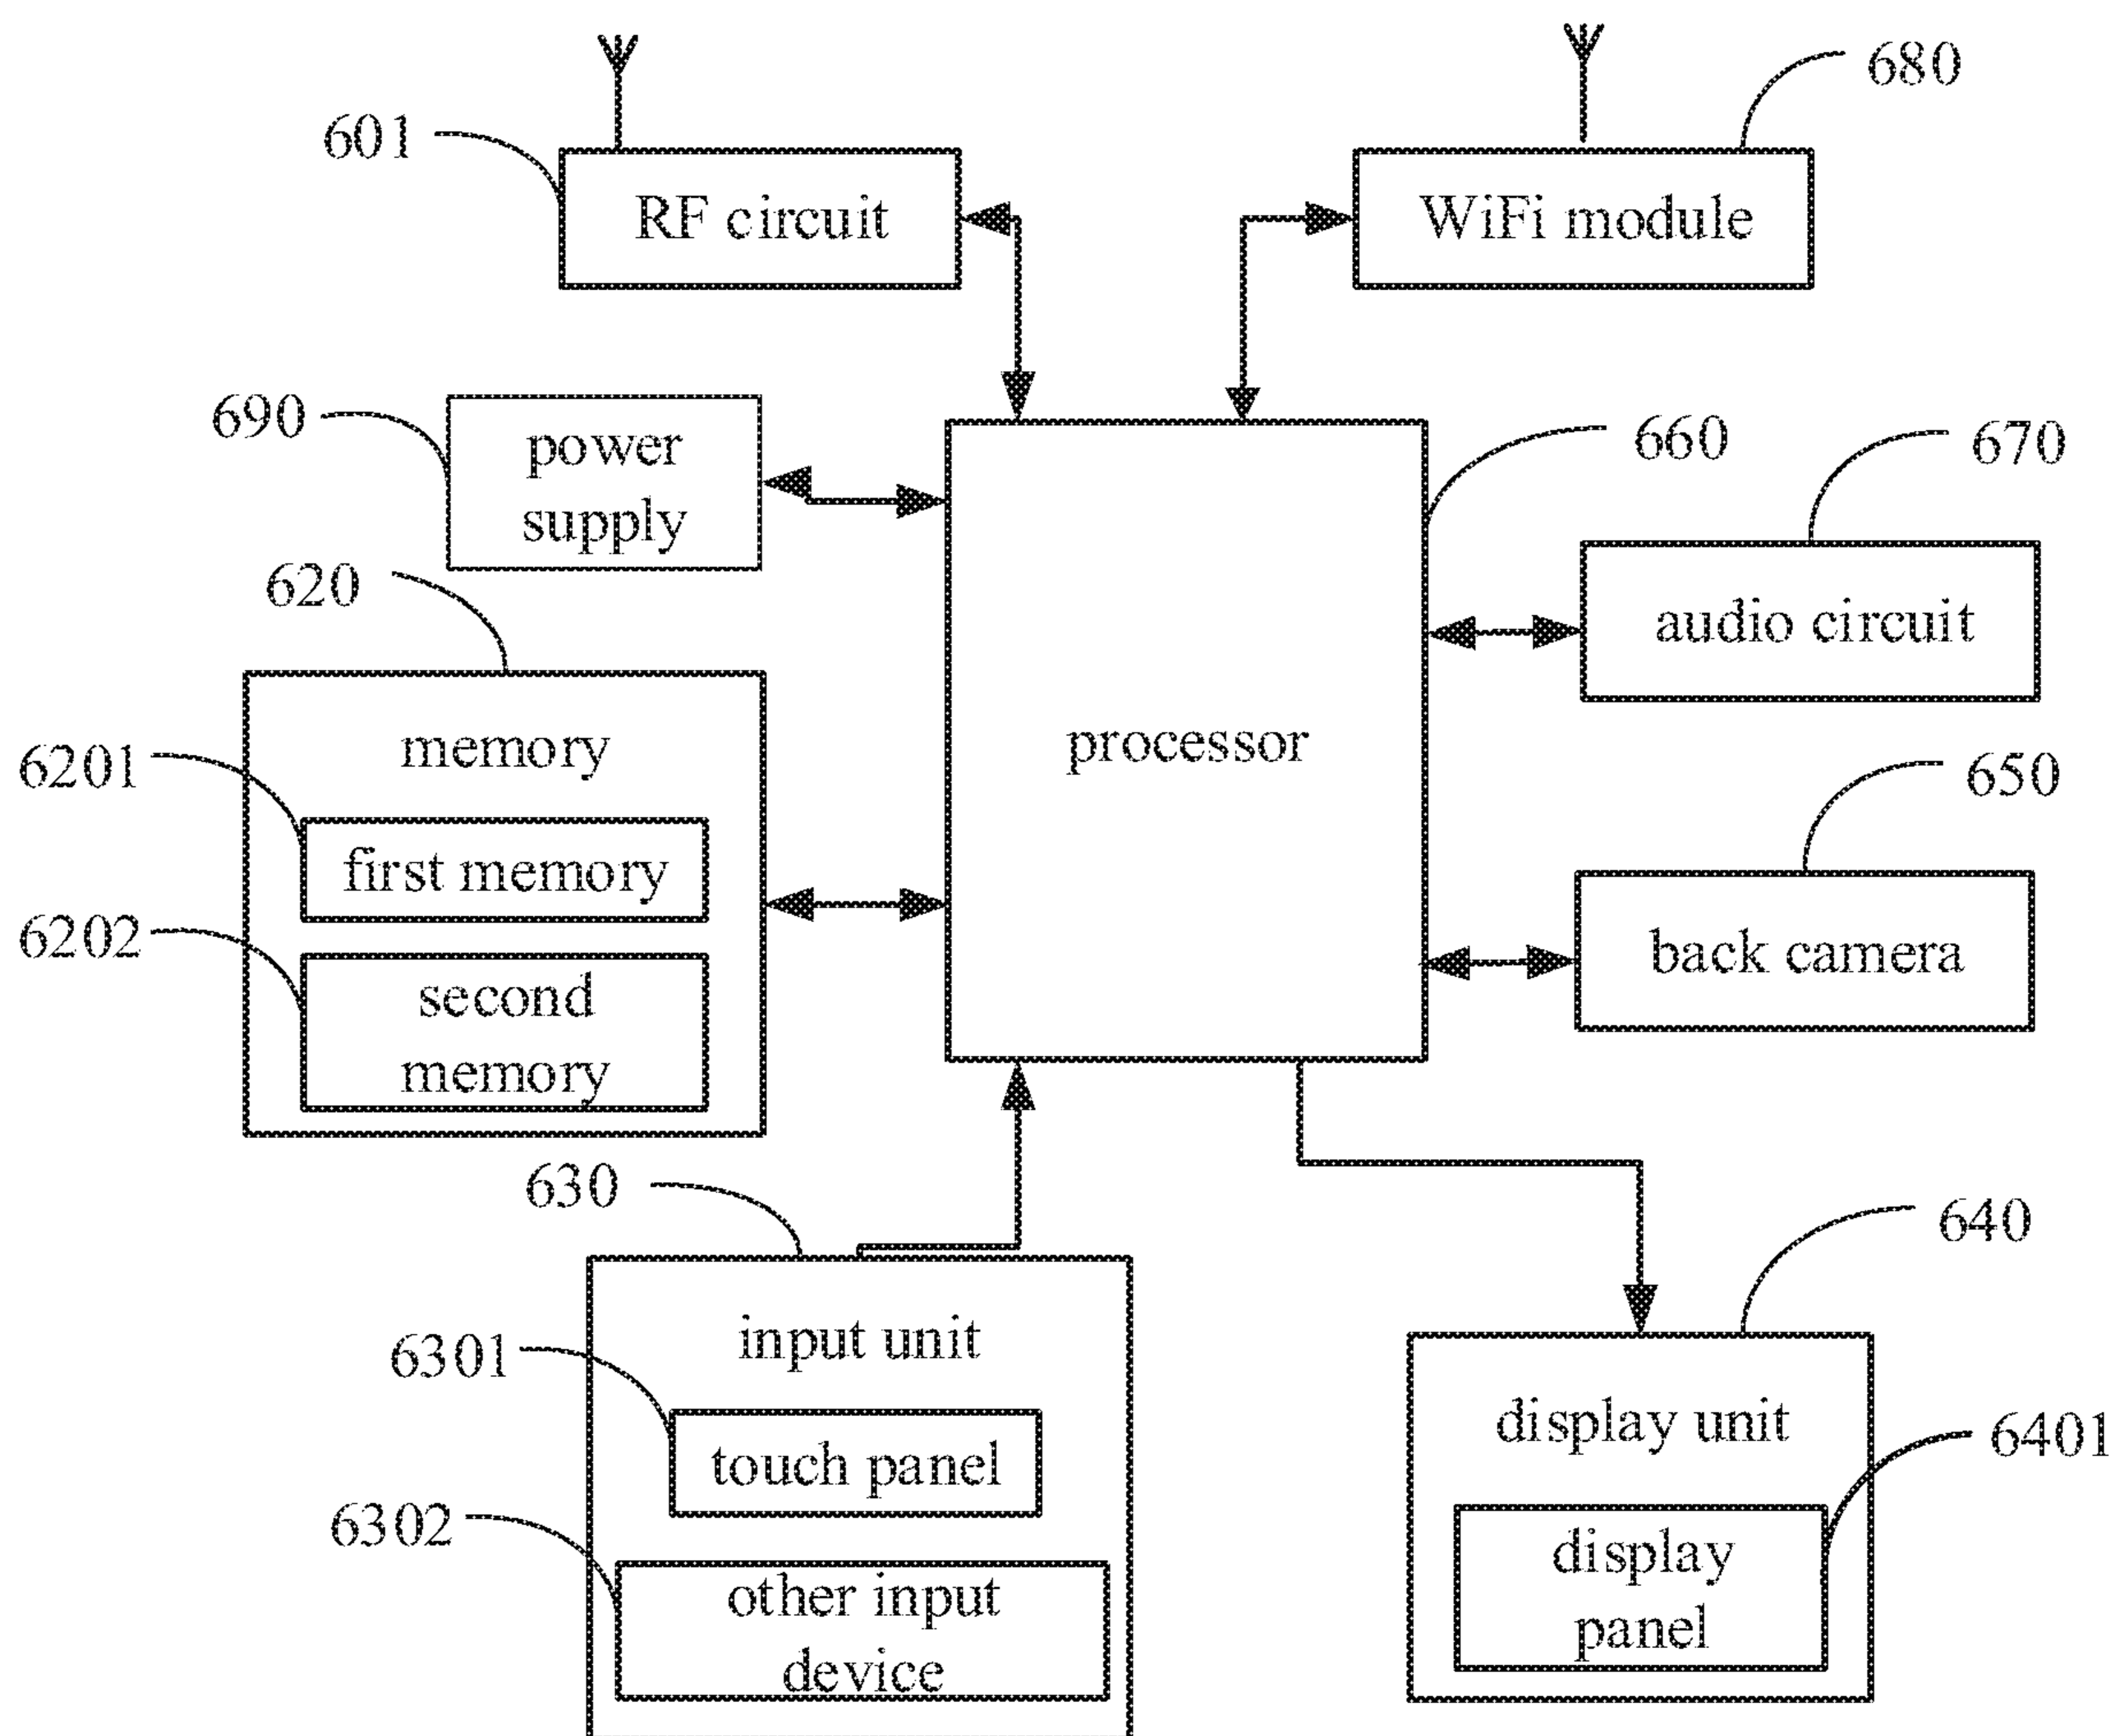 680
601
RF circuit
WiFi module
690
power
supply
660
670
620
audio circuit
memory
processor
6201
650
first memory
6202
back camera
second
memory
630
640
input unit
6301
display unit
6401
touch panel
6302
display
panel
other input
device